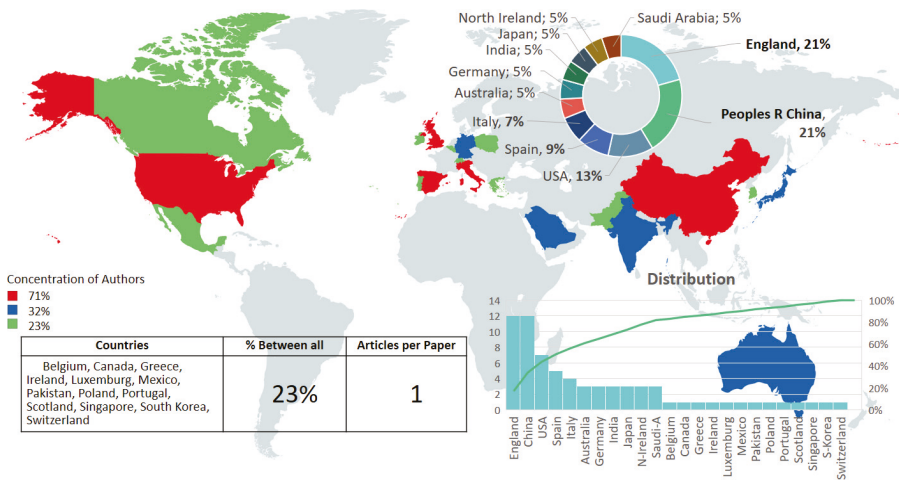 North Ireland; 5%
Saudi Arabia; 5%
Japan; 5%
India; 5%
England, 21%
Germany; 5%
Australia; 5%
Peoples R China, 21%
Italy, 7%
Spain, 9%
USA, 13%
Concentration of Authors
71%
32%
23%
Countries
% Between all
Articles per Paper
Belgium, Canada, Greece,
Ireland, Luxemburg, Mexico,
Pakistan, Poland, Portugal,
Scotland, Singapore, South Korea,
Switzerland
23%
1
Distribution
14
12
10
8
6
4
2
0
100%
80%
60%
40%
20%
0%
England
China
USA
Spain
Italy
Australia
Germany
India
Japan
N-Ireland
Saudi-A
Belgium
Canada
Greece
Ireland
Luxemburg
Mexico
Pakistan
Poland
Portugal
Scotland
Singapore
S-Korea
Switzerland